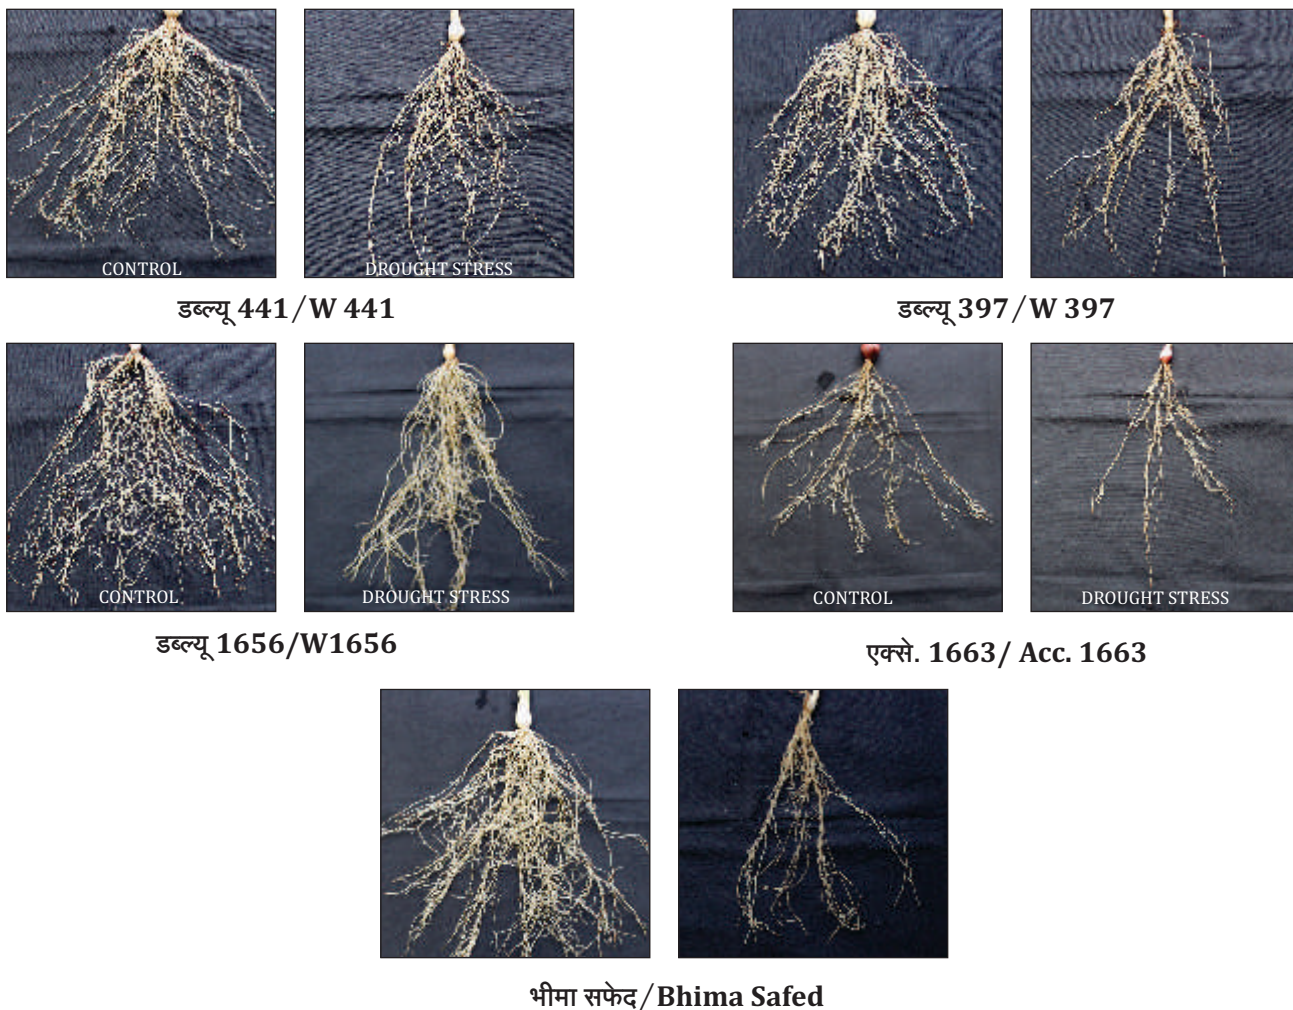 CONTROL
DROUGHT STRESS
डब्ल्यू 441/W 441
डब्ल्यू 397/W 397
CONTROL
DROUGHT STRESS
डब्ल्यू 1656/W1656
CONTROL
DROUGHT STRESS
एक्से. 1663/ Acc. 1663
भीमा सफेद/Bhima Safed